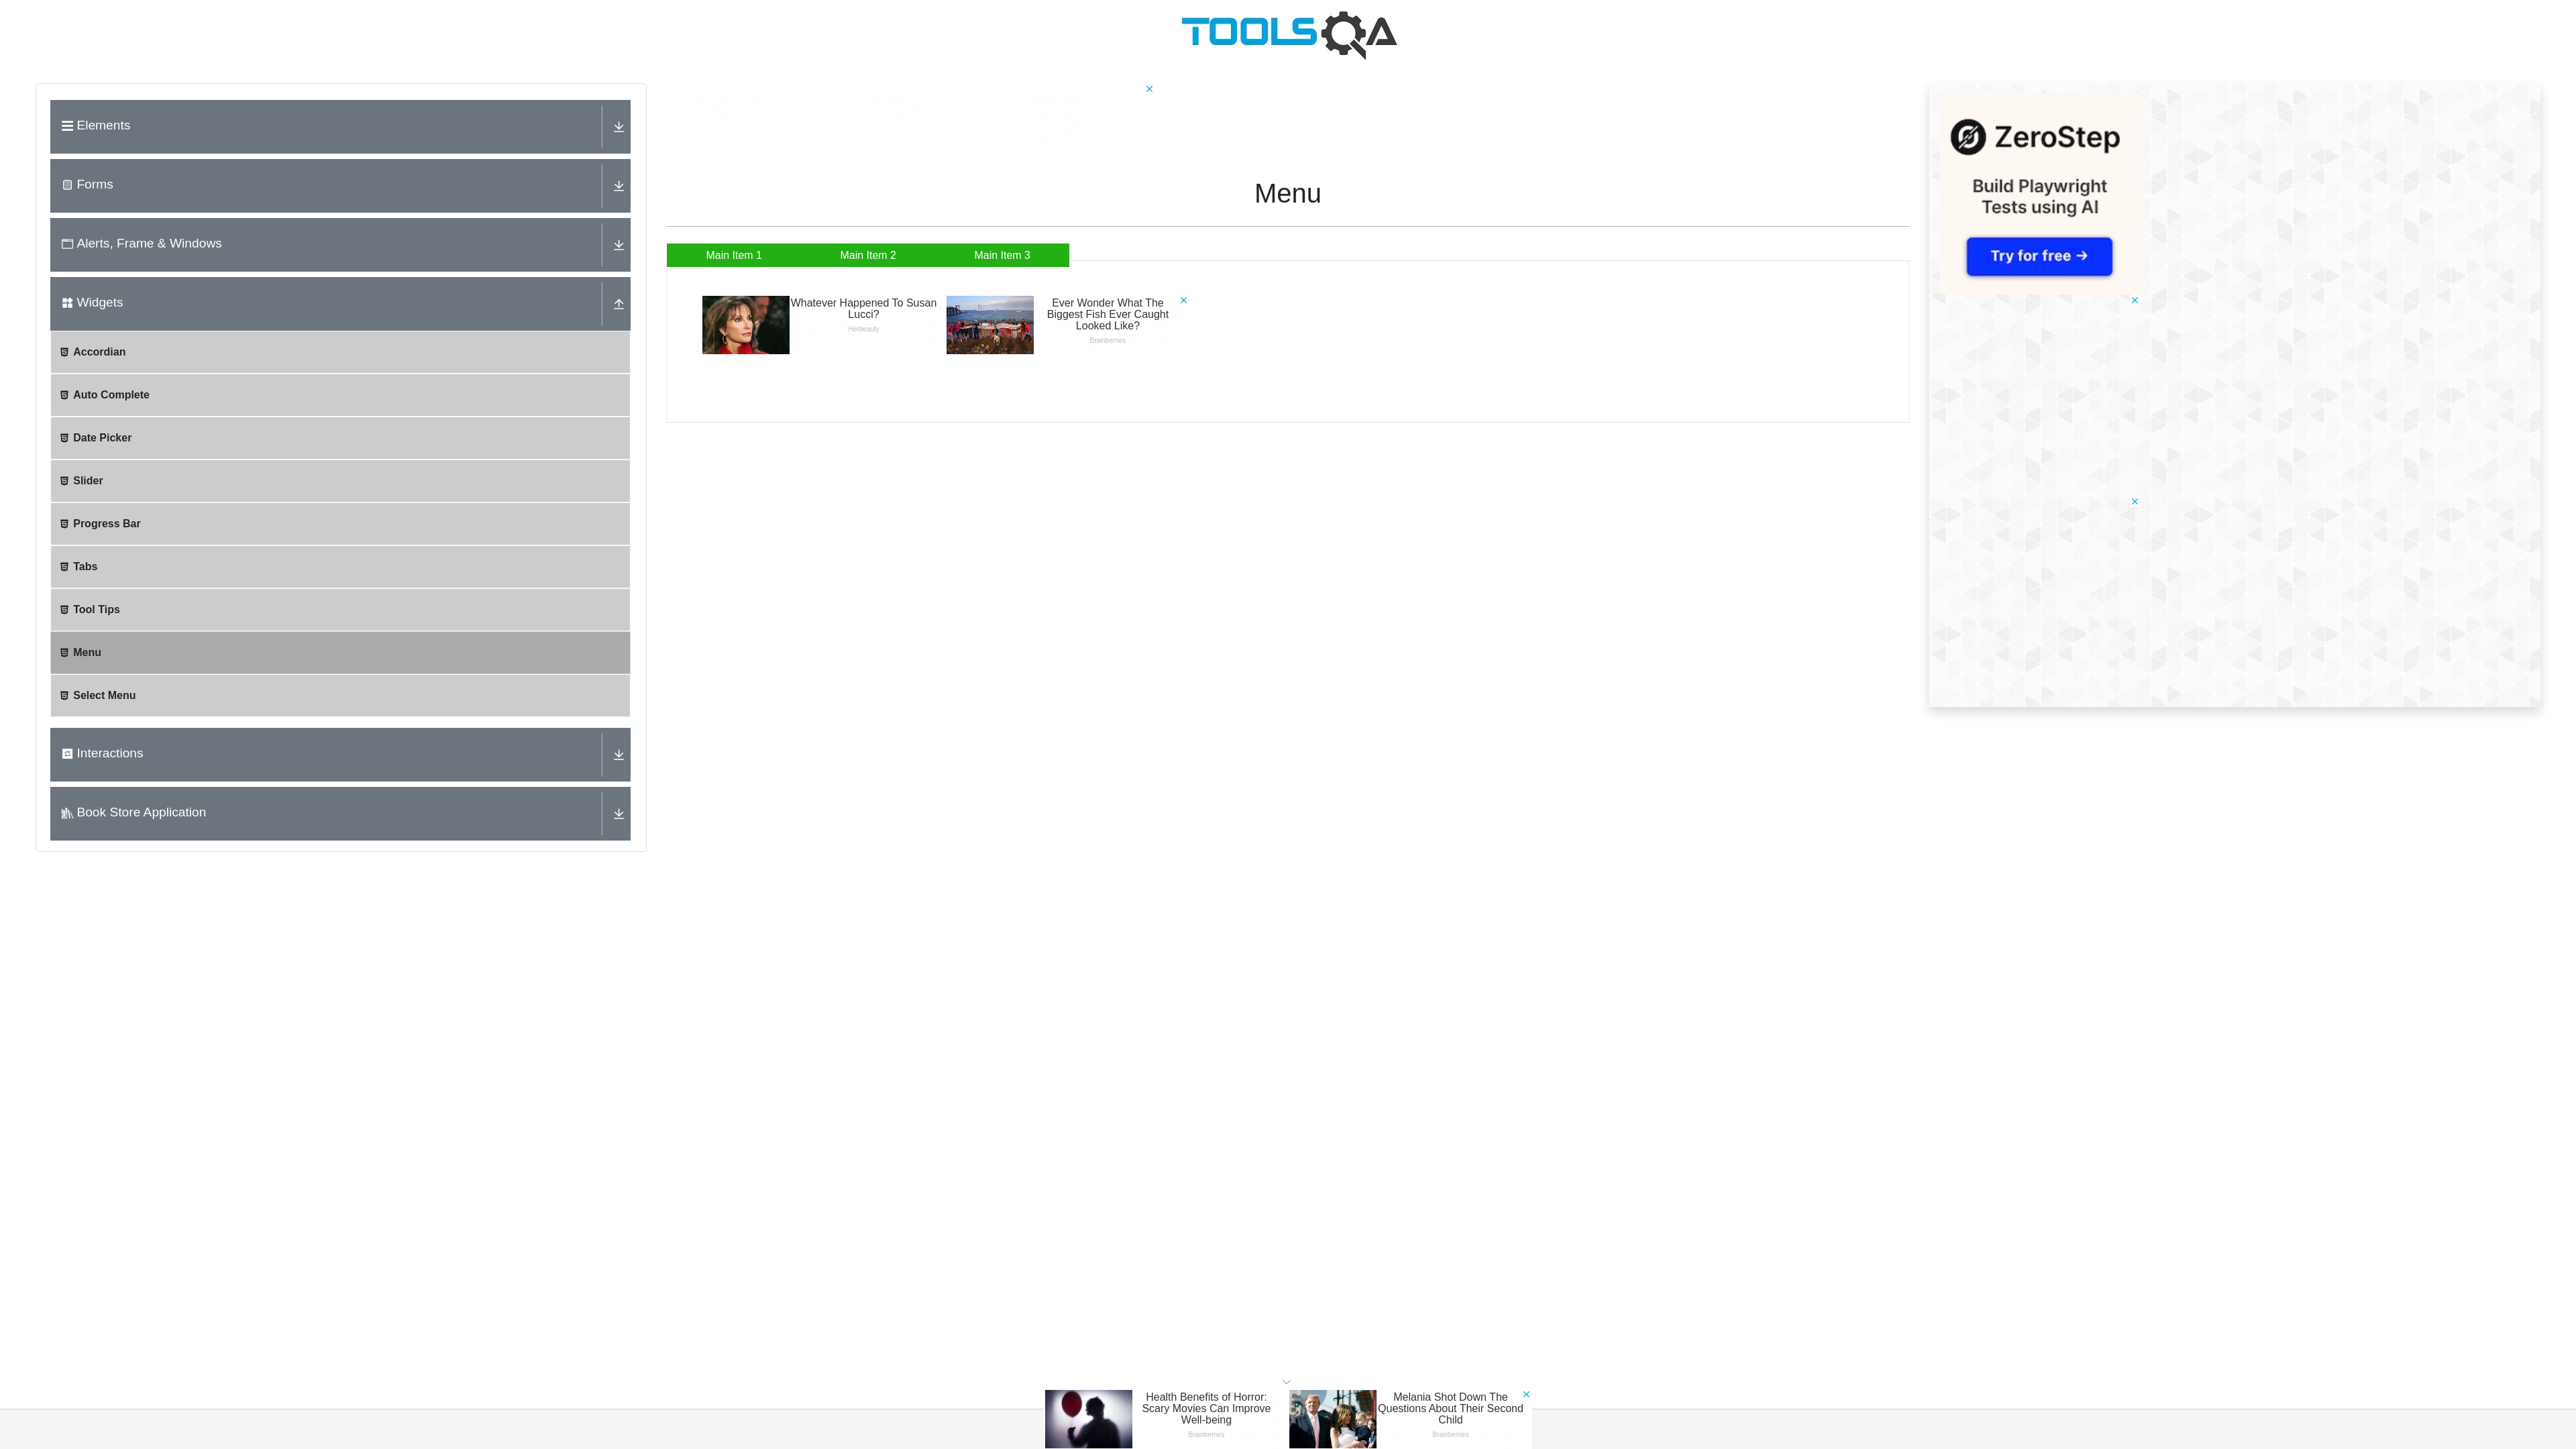 TOOLSQA
Elements
Forms
Alerts, Frame & Windows
Widgets
Accordian
Auto Complete
Date Picker
Slider
Progress Bar
Tabs
Tool Tips
Menu
Select Menu
Interactions
Book Store Application
Menu
Main Item 1
Main Item 2
Main Item 3
Whatever Happened To Susan
Lucci?
Herbeauty
Ever Wonder What The
Biggest Fish Ever Caught
Looked Like?
Brainberries
ZeroStep
Build Playwright
Tests using AI
Try for free →
Health Benefits of Horror:
Scary Movies Can Improve
Well-being
Brainberries
Melania Shot Down The
Questions About Their Second
Child
Brainberries